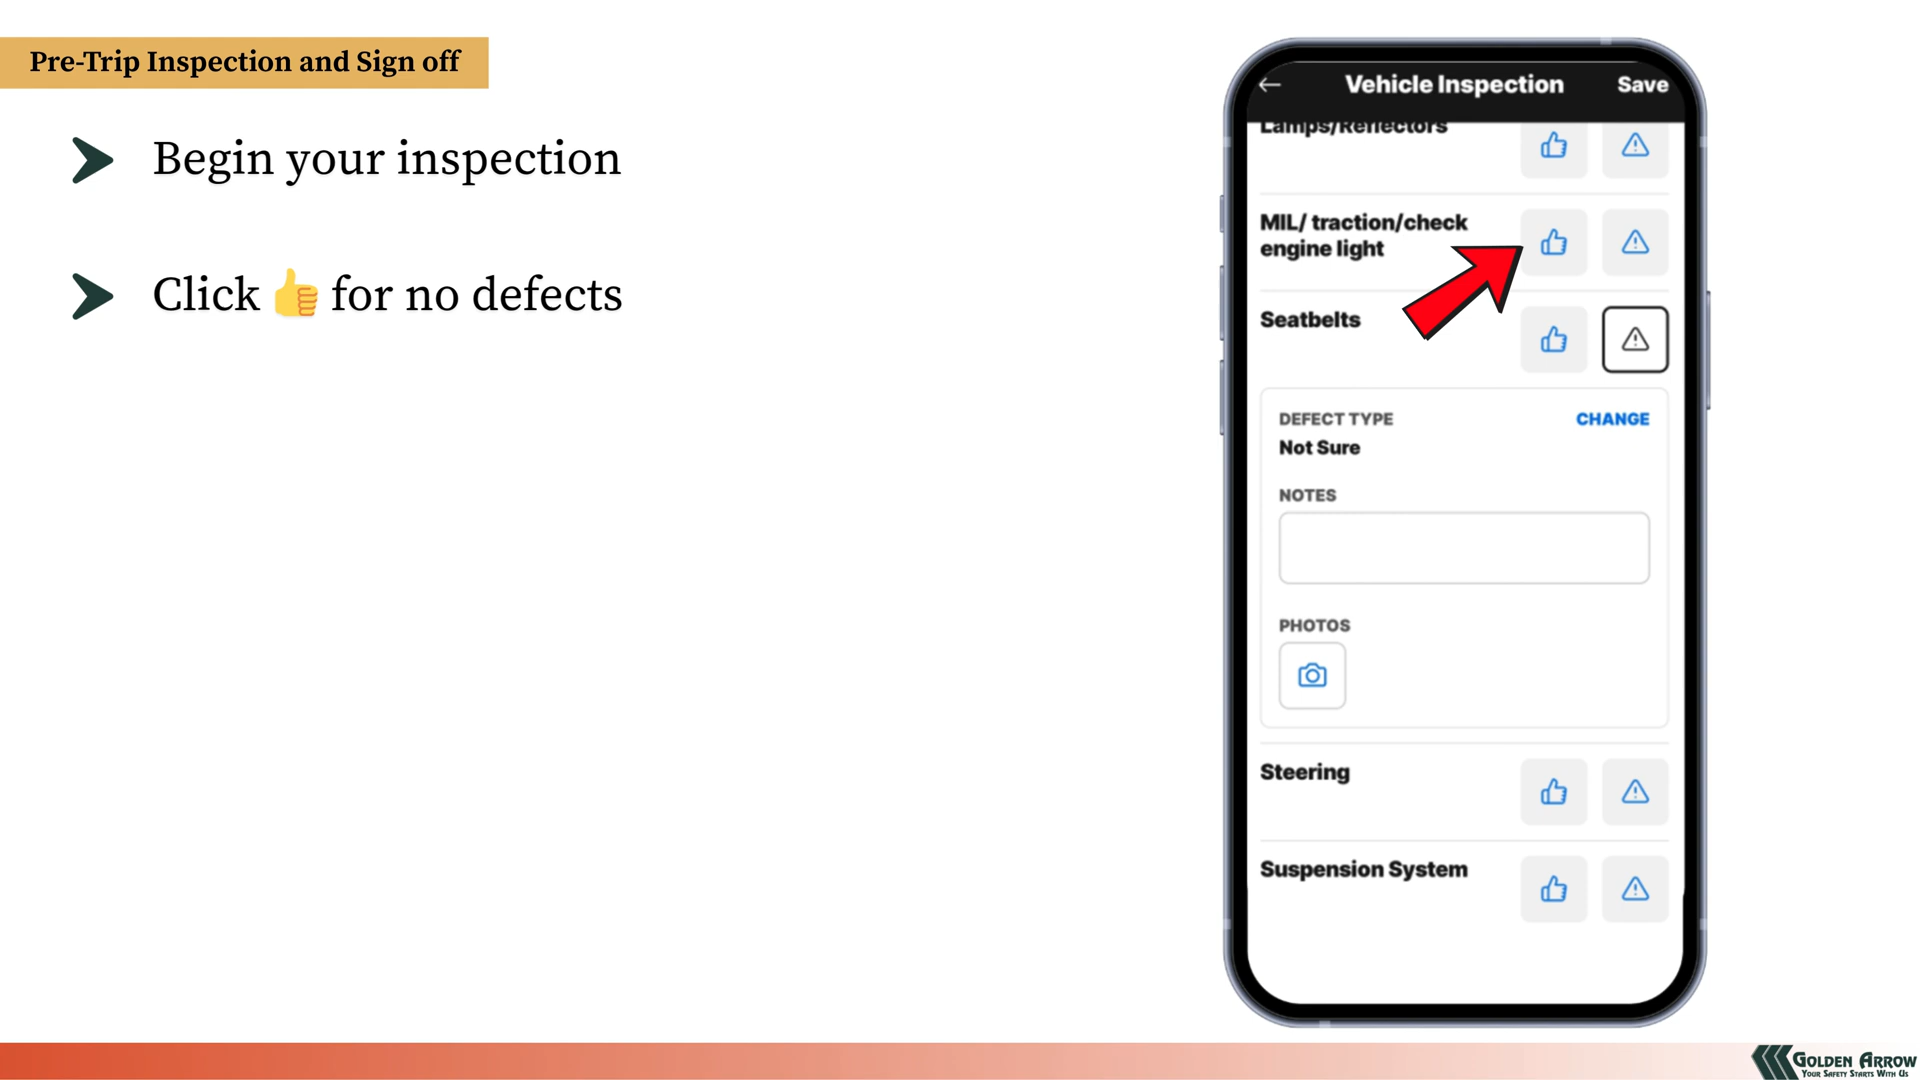 Pre-Trip Inspection and Sign off
Begin your inspection
Click 👍 for no defects
Vehicle Inspection
Save
Lamps/Reflectors
MIL/ traction/check
engine light
Seatbelts
DEFECT TYPE
CHANGE
Not Sure
NOTES
PHOTOS
Steering
Suspension System
GOLDEN ARROW
YOUR SAFETY STARTS WITH US